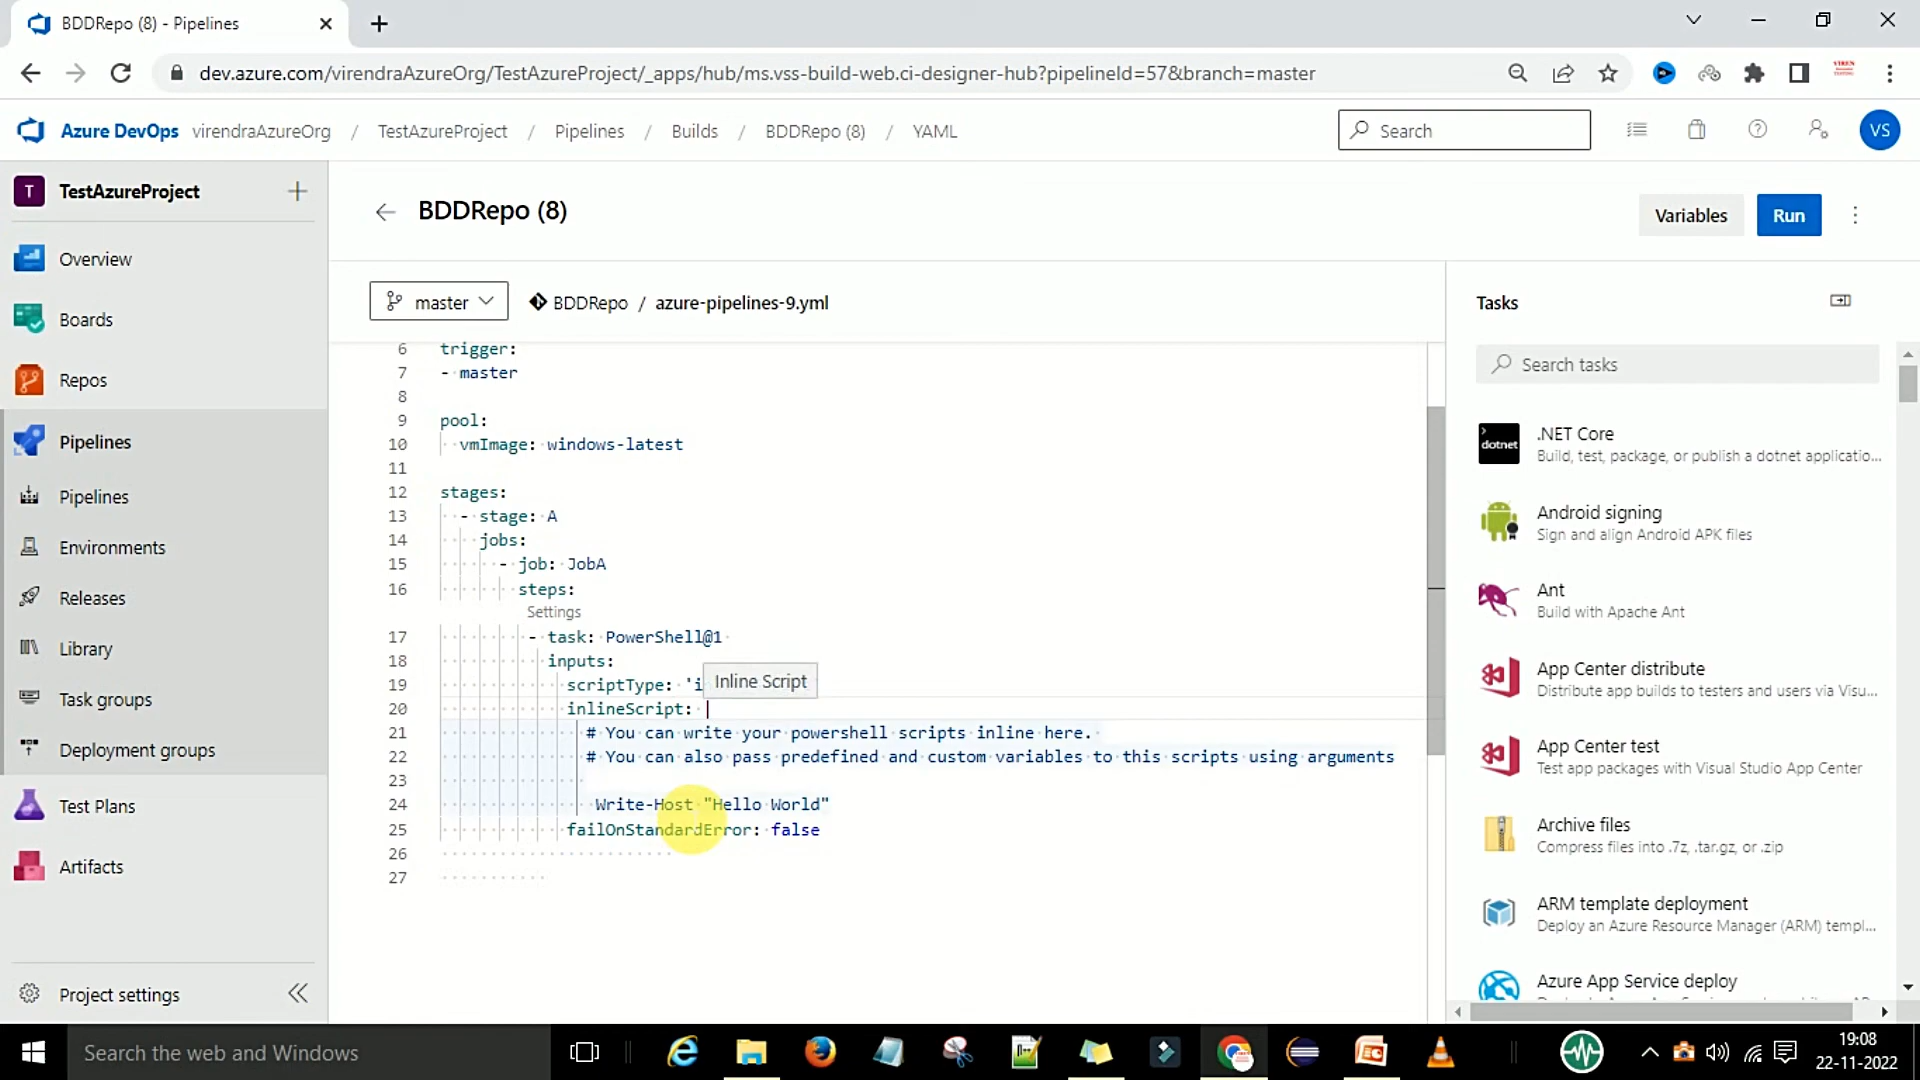 BDDRepo (8) - Pipelines
dev.azure.com/virendraAzureOrg/TestAzureProject/_apps/hub/ms.vss-build-web.ci-designer-hub?pipelineId=57&branch=master
Azure DevOps virendraAzureOrg / TestAzureProject / Pipelines / Builds / BDDRepo (8) / YAML
Search
VS
T TestAzureProject
Overview
Boards
Repos
Pipelines
Pipelines
Environments
Releases
Library
Task groups
Deployment groups
Test Plans
Artifacts
Project settings
BDDRepo (8)
Variables
Run
master
BDDRepo / azure-pipelines-9.yml
6 trigger:
7 - master
8
9 pool:
10 vmImage: windows-latest
11
12 stages:
13 - stage: A
14 jobs:
15 - job: JobA
16 steps:
Settings
17 - task: PowerShell@1
18 inputs:
19 scriptType: 'i
Inline Script
20 inlineScript: |
21 # You can write your powershell scripts inline here.
22 # You can also pass predefined and custom variables to this scripts using arguments
23
24 Write-Host "Hello World"
25 failOnStandardError: false
26
27
Tasks
Search tasks
dotnet
.NET Core
Build, test, package, or publish a dotnet applicatio...
Android signing
Sign and align Android APK files
Ant
Build with Apache Ant
App Center distribute
Distribute app builds to testers and users via Visu...
App Center test
Test app packages with Visual Studio App Center
Archive files
Compress files into .7z, .tar.gz, or .zip
ARM template deployment
Deploy an Azure Resource Manager (ARM) templ...
Azure App Service deploy
Search the web and Windows
19:08
22-11-2022